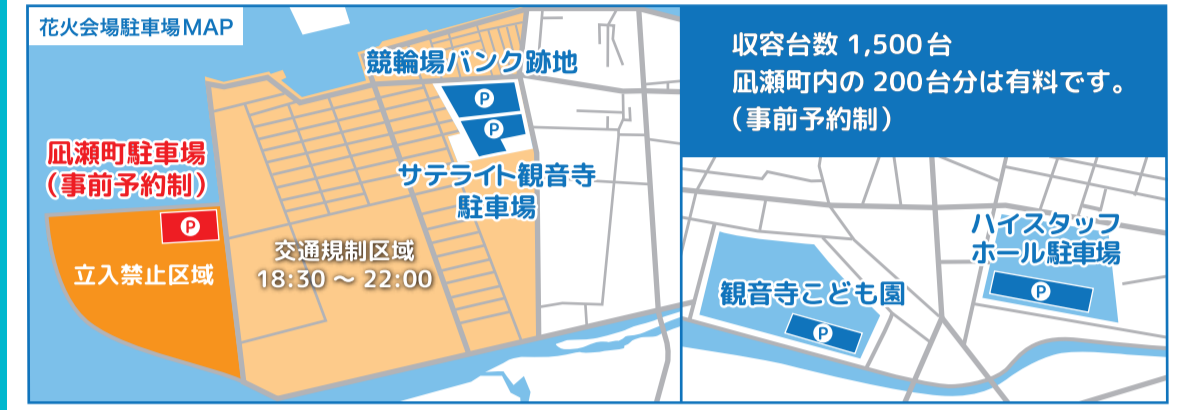 花火会場駐車場MAP
競輪場バンク跡地
P
P
サテライト観音寺
駐車場
凪瀬町駐車場
（事前予約制）
P
立入禁止区域
交通規制区域
18:30 ～ 22:00
収容台数 1,500台
凪瀬町内の 200台分は有料です。
（事前予約制）
ハイスタッフ
ホール駐車場
P
観音寺こども園
P